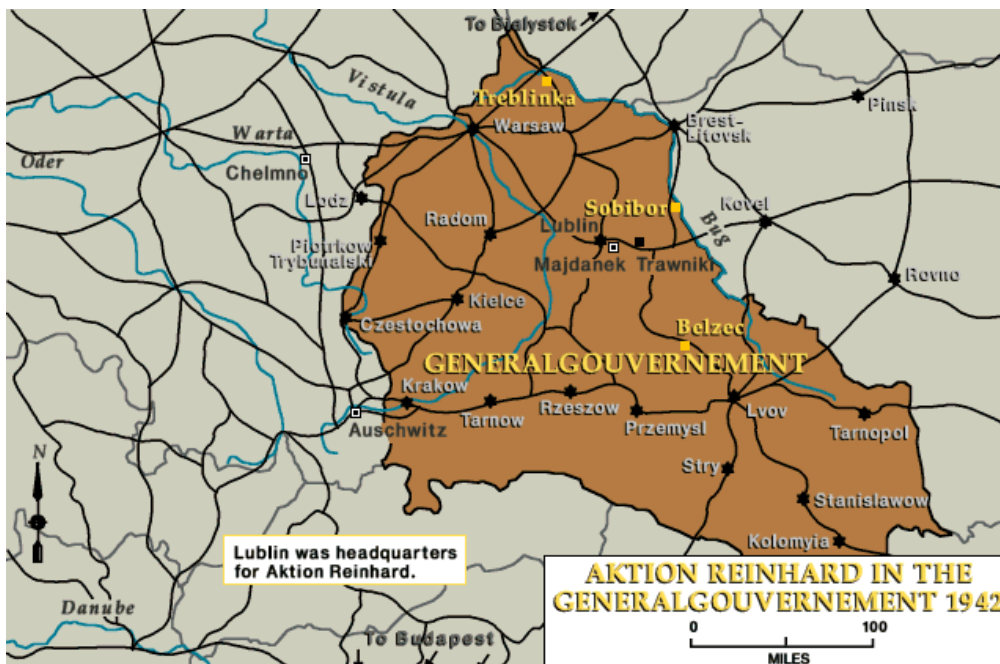 To Bialystok
Vistula
Treblinka
Pinsk
Warsaw
Brest-
Litovsk
Warta
Oder
Chelmno
Lodz
Sobibor
Kovel
Radom
Lublin
Bug
Piotrkow
Trybunalski
Majdanek
Trawniki
Rovno
Kielce
Czestochowa
Belzec
GENERALGOUVERNEMENT
Krakow
Auschwitz
Tarnow
Rzeszow
Przemysl
Lvov
Tarnopol
Stry
Stanislawow
N
Kolomyia
Lublin was headquarters
for Aktion Reinhard.
Danube
To Budapest
AKTION REINHARD IN THE
GENERALGOUVERNEMENT 1942
0 100
MILES